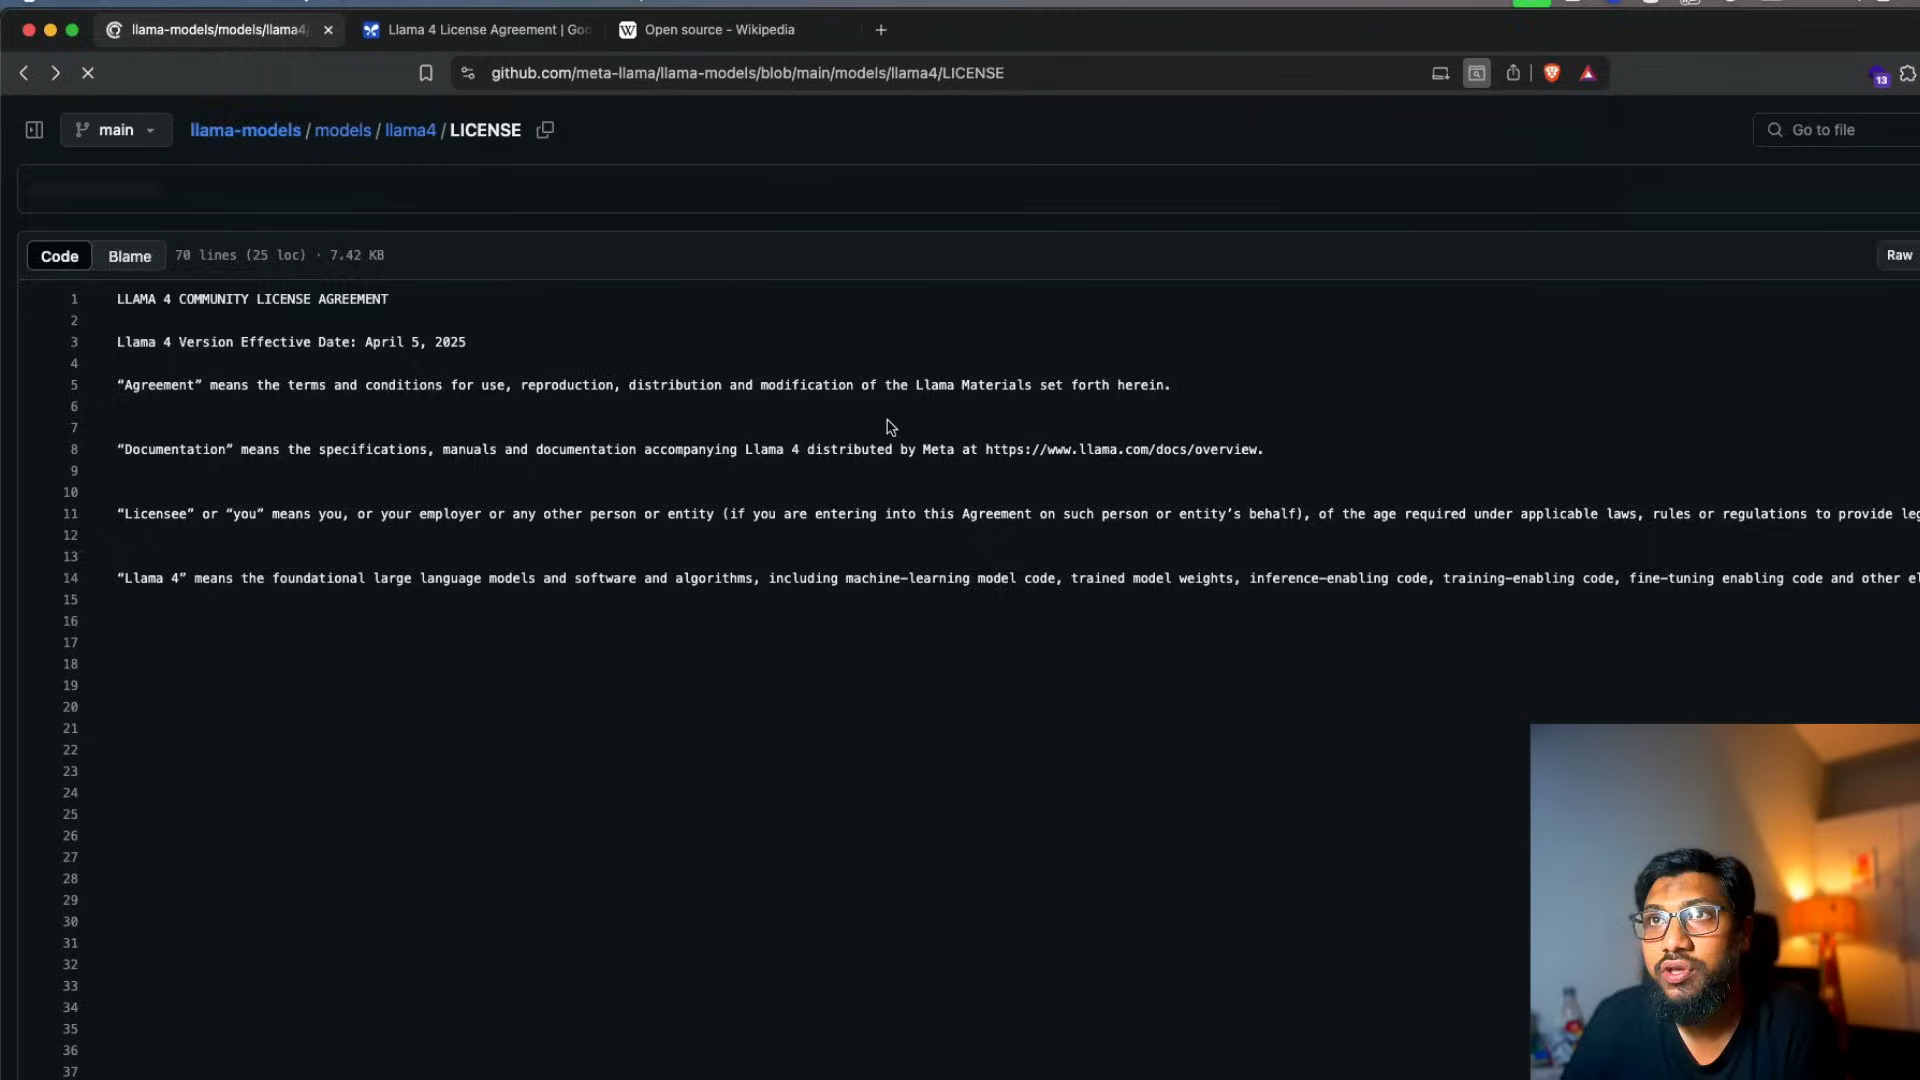 llama-models/models/llama4
Llama 4 License Agreement | Goo
Open source - Wikipedia
github.com/meta-llama/llama-models/blob/main/models/llama4/LICENSE
13
main
llama-models / models / llama4 / LICENSE
Go to file
Code
Blame
70 lines (25 loc) · 7.42 KB
Raw
1 LLAMA 4 COMMUNITY LICENSE AGREEMENT
2
3 Llama 4 Version Effective Date: April 5, 2025
4
5 “Agreement” means the terms and conditions for use, reproduction, distribution and modification of the Llama Materials set forth herein.
6
7
8 “Documentation” means the specifications, manuals and documentation accompanying Llama 4 distributed by Meta at https://www.llama.com/docs/overview.
9
10
11 “Licensee” or “you” means you, or your employer or any other person or entity (if you are entering into this Agreement on such person or entity’s behalf), of the age required under applicable laws, rules or regulations to provide leg
12
13
14 “Llama 4” means the foundational large language models and software and algorithms, including machine-learning model code, trained model weights, inference-enabling code, training-enabling code, fine-tuning enabling code and other el
15
16
17
18
19
20
21
22
23
24
25
26
27
28
29
30
31
32
33
34
35
36
37